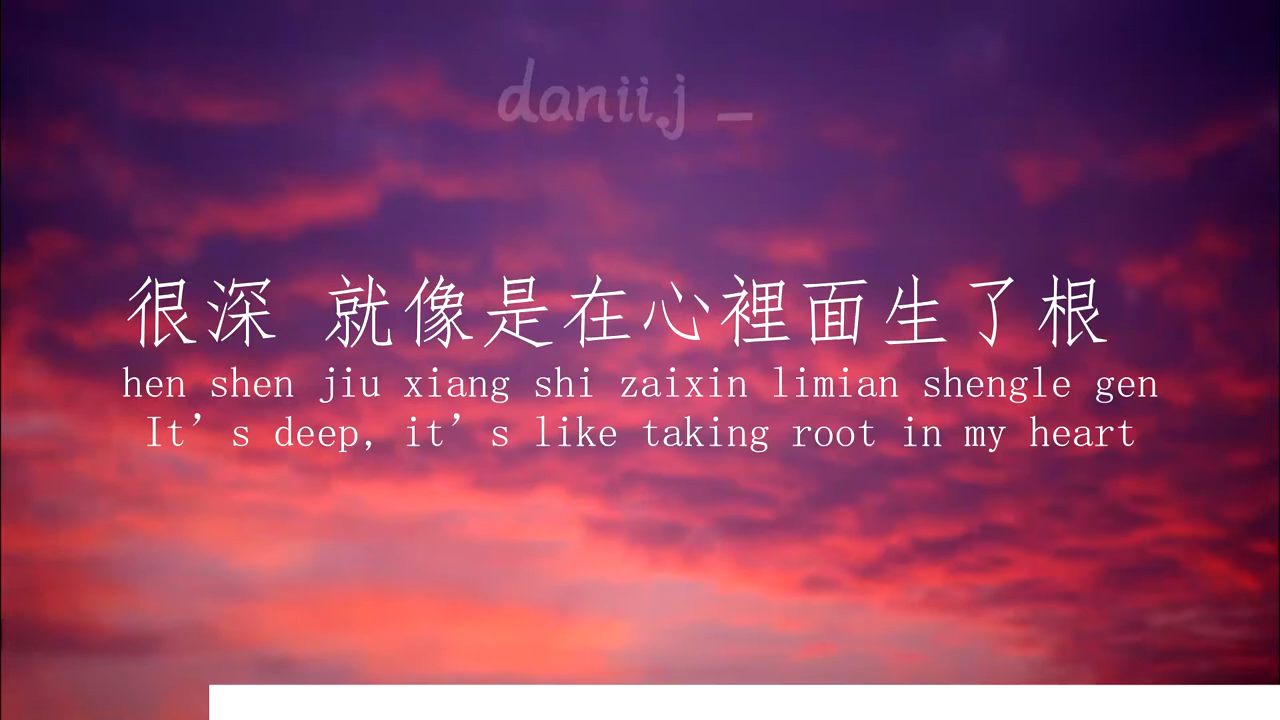 daniij _
很深 就像是在心裡面生了根
hen shen jiu xiang shi zaixin limian shengle gen
It’s deep, it’s like taking root in my heart